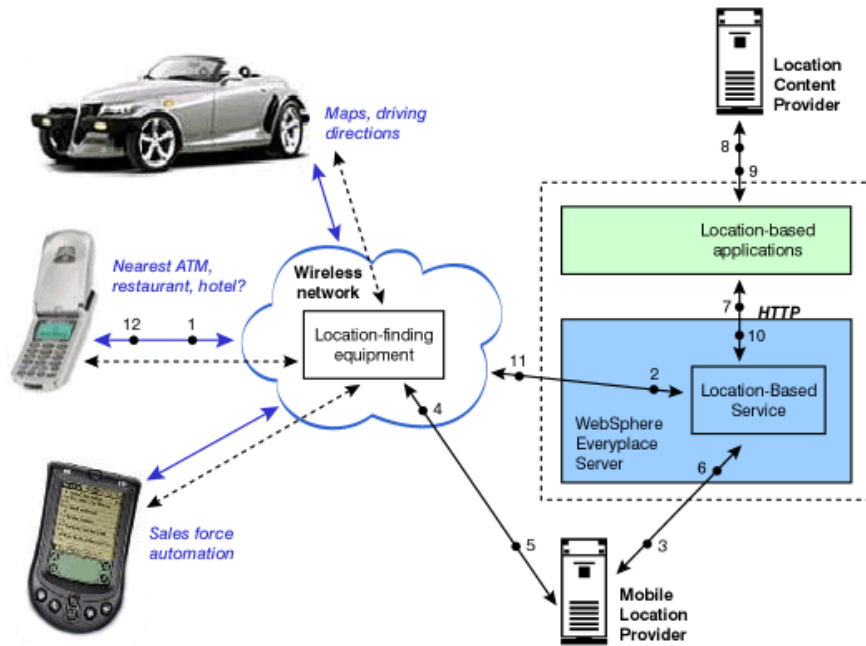 Location
Content
Provider
Maps, driving
directions
8
9
Location-based
applications
Nearest ATM,
restaurant, hotel?
Wireless
network
Location-finding
equipment
12
1
7
HTTP
10
11
2
Location-Based
Service
4
WebSphere
Everyplace
Server
6
Sales force
automation
5
3
Mobile
Location
Provider